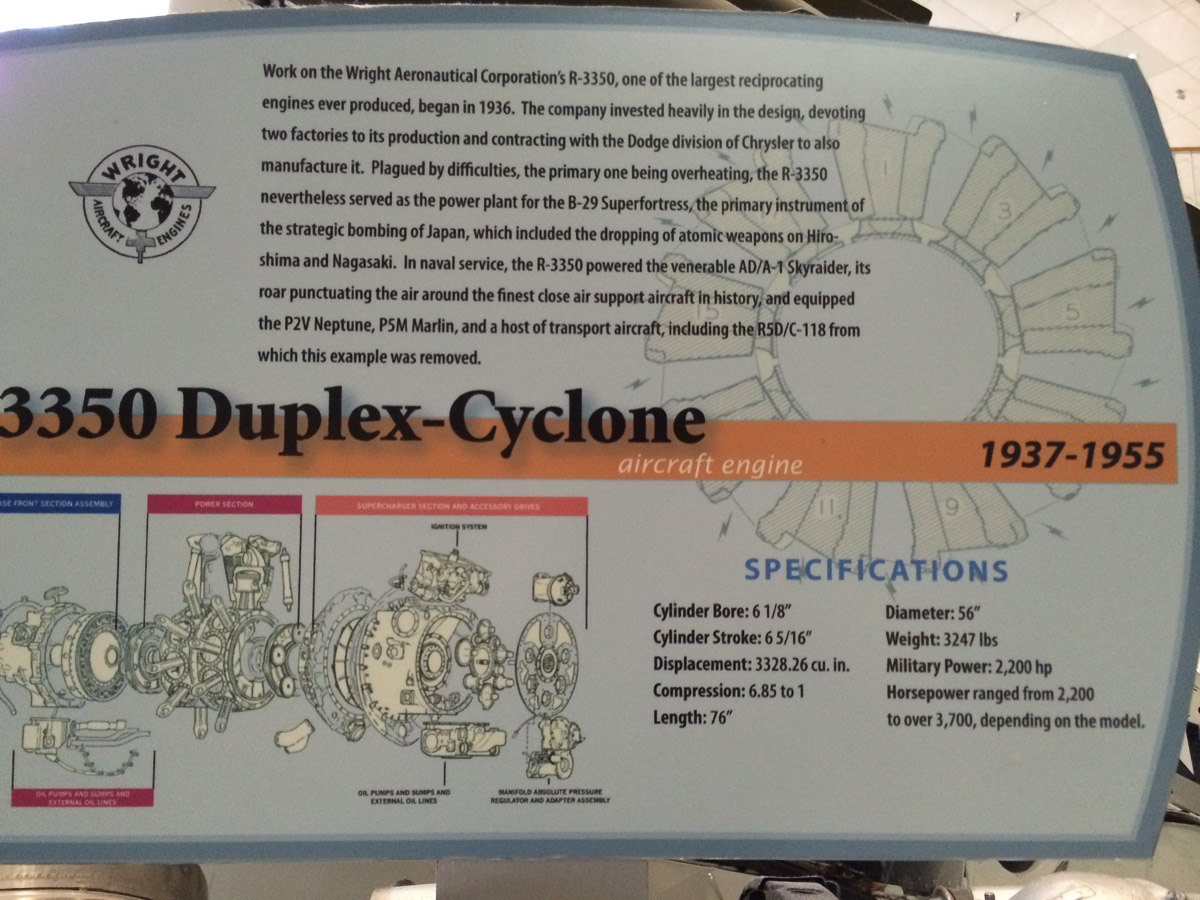 Work on the Wright Aeronautical Corporation's R-3350, one of the largest reciprocating
engines ever produced, began in 1936. The company invested heavily in the design, devoting
two factories to its production and contracting with the Dodge division of Chrysler to also
manufacture it. Plagued by difficulties, the primary one being overheating, the R-3350
nevertheless served as the power plant for the B-29 Superfortress, the primary instrument of
the strategic bombing of Japan, which included the dropping of atomic weapons on Hiro-
shima and Nagasaki. In naval service, the R-3350 powered the venerable AD/A-1 Skyraider, its
roar punctuating the air around the finest close air support aircraft in history, and equipped
the P2V Neptune, P5M Marlin, and a host of transport aircraft, including the R5D/C-118 from
which this example was removed.
WRIGHT
AIRCRAFT ENGINES
1
3
5
15
11
9
3350 Duplex-Cyclone
aircraft engine
1937-1955
SE FRONT SECTION ASSEMBLY
POWER SECTION
SUPERCHARGER SECTION AND ACCESSORY DRIVES
IGNITION SYSTEM
OIL PUMPS AND SUMPS AND
EXTERNAL OIL LINES
OIL PUMPS AND SUMPS AND
EXTERNAL OIL LINES
MANIFOLD ABSOLUTE PRESSURE
REGULATOR AND ADAPTER ASSEMBLY
SPECIFICATIONS
Cylinder Bore: 6 1/8"
Cylinder Stroke: 6 5/16"
Displacement: 3328.26 cu. in.
Compression: 6.85 to 1
Length: 76"
Diameter: 56"
Weight: 3247 lbs
Military Power: 2,200 hp
Horsepower ranged from 2,200
to over 3,700, depending on the model.